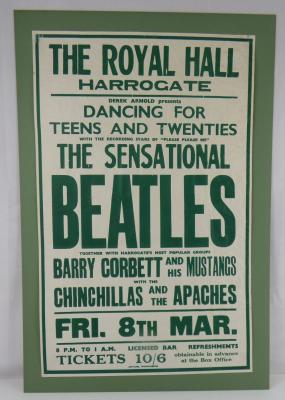 THE ROYAL HALL
HARROGATE
DEREK ARNOLD presents
DANCING FOR
TEENS AND TWENTIES
WITH THE RECORDING STARS OF "PLEASE PLEASE ME"
THE SENSATIONAL
BEATLES
TOGETHER WITH HARROGATE'S MOST POPULAR GROUPS
BARRY CORBETT AND HIS MUSTANGS
WITH THE
CHINCHILLAS AND THE APACHES
FRI. 8TH MAR.
8 P.M. TO 1 A.M. LICENSED BAR REFRESHMENTS
TICKETS 10/6 obtainable in advance
at the Box Office